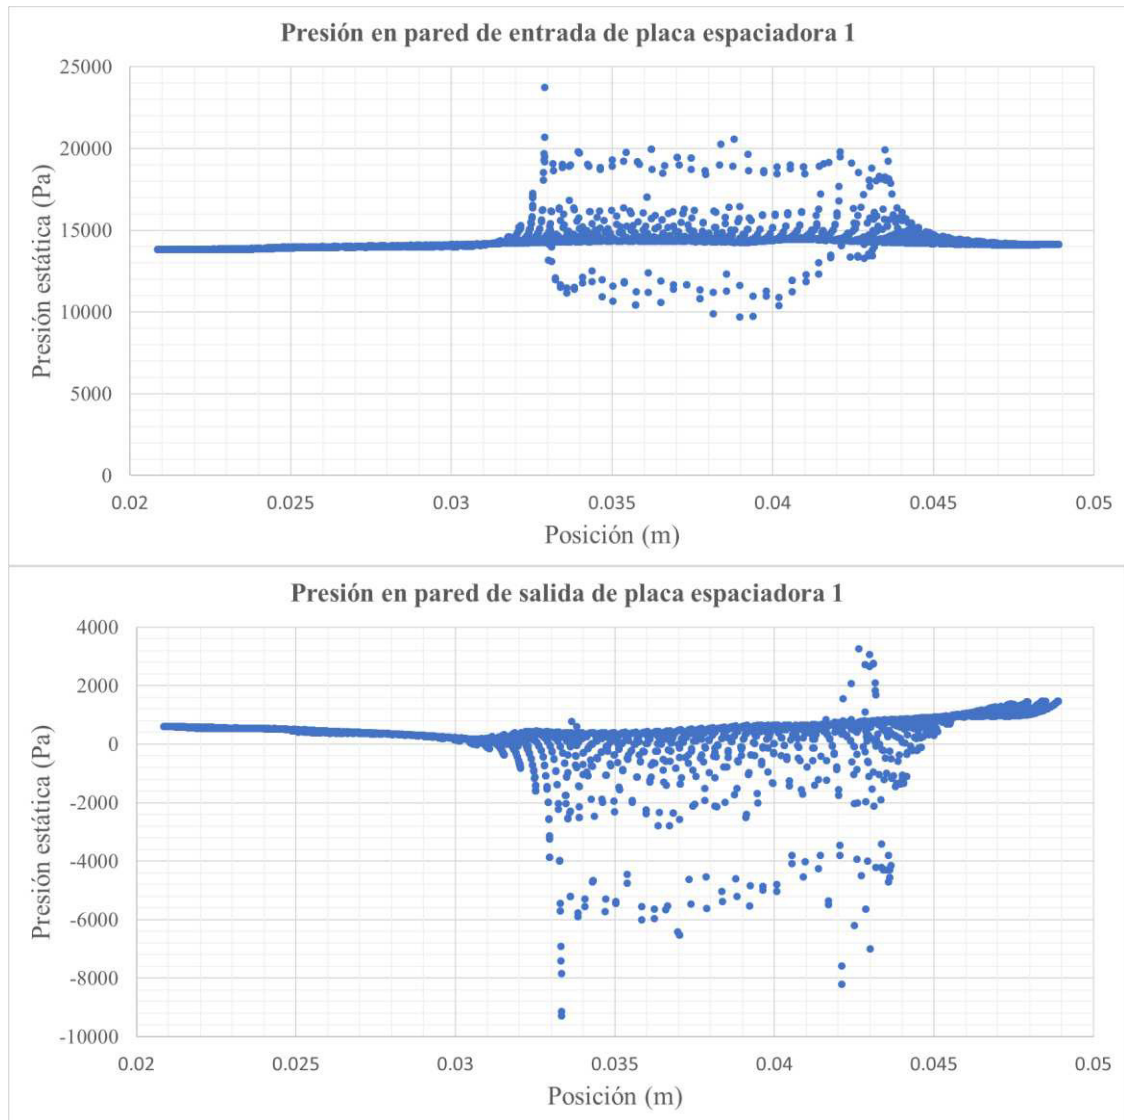 Presión en pared de entrada de placa espaciadora 1
25000
20000
15000
10000
5000
0
Presión estática (Pa)
0.02 0.025 0.03 0.035 0.04 0.045 0.05
Posición (m)
Presión en pared de salida de placa espaciadora 1
4000
2000
0
-2000
-4000
-6000
-8000
-10000
Presión estática (Pa)
0.02 0.025 0.03 0.035 0.04 0.045 0.05
Posición (m)